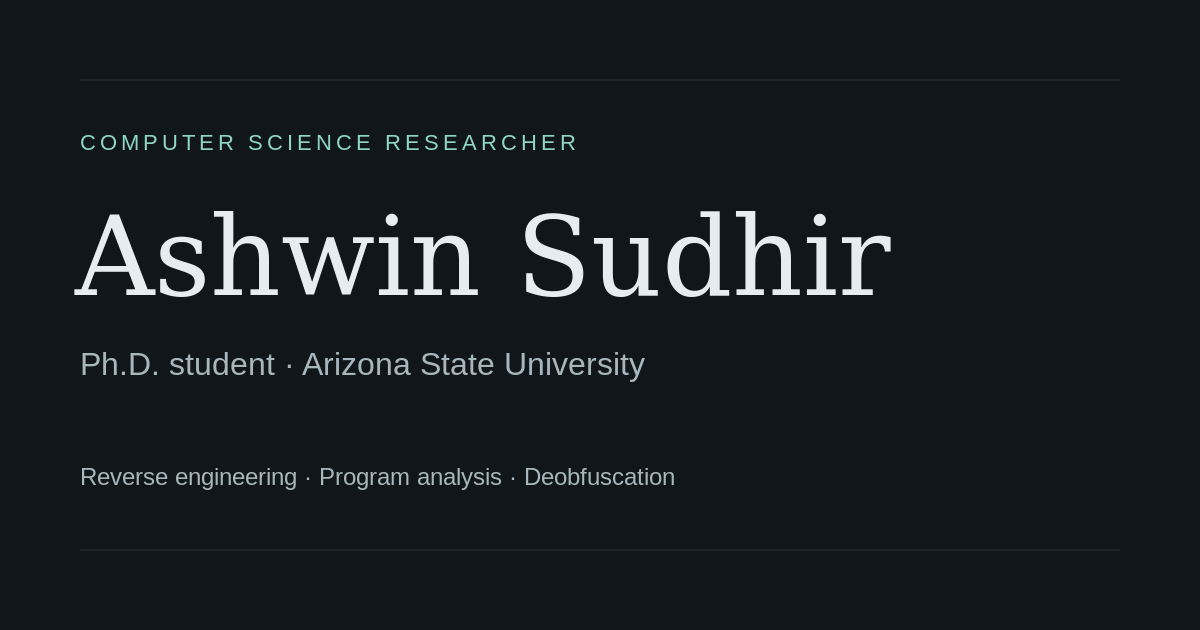 COMPUTER SCIENCE RESEARCHER
Ashwin Sudhir
Ph.D. student · Arizona State University
Reverse engineering · Program analysis · Deobfuscation